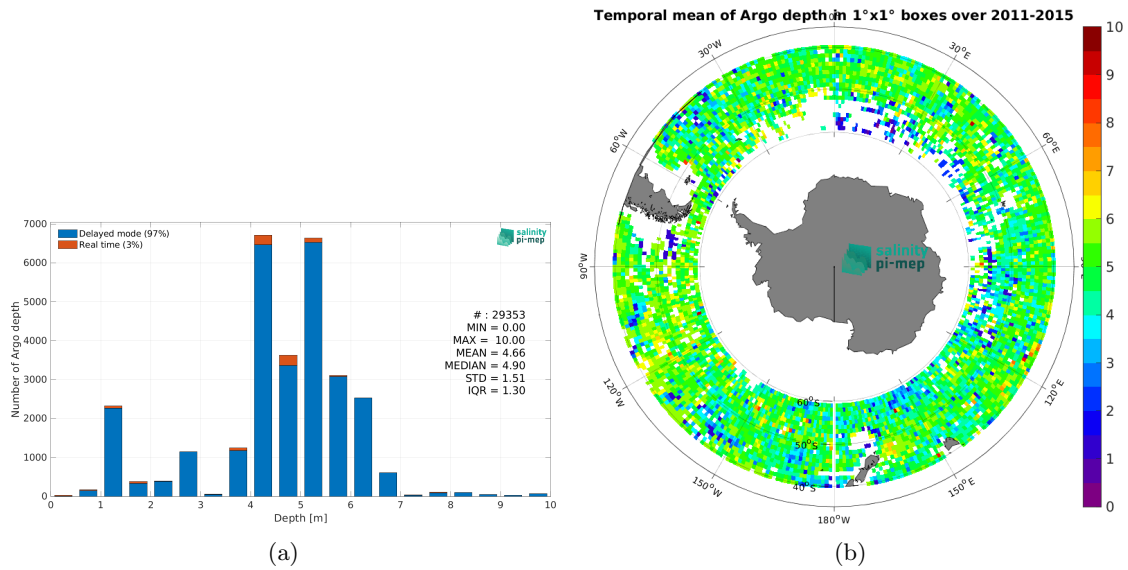 Temporal mean of Argo depth in 1°x1° boxes over 2011-2015
Delayed mode (97%)
Real time (3%)
salinity
pi-mep
# : 29353
MIN = 0.00
MAX = 10.00
MEAN = 4.66
MEDIAN = 4.90
STD = 1.51
IQR = 1.30
Number of Argo depth
7000
6000
5000
4000
3000
2000
1000
0
0 1 2 3 4 5 6 7 8 9 10
Depth [m]
(a)
30°W
30°E
60°W
60°E
90°W
120°W
120°E
150°W
150°E
180°W
60°S
50°S
40°S
salinity
pi-mep
10
9
8
7
6
5
4
3
2
1
0
(b)